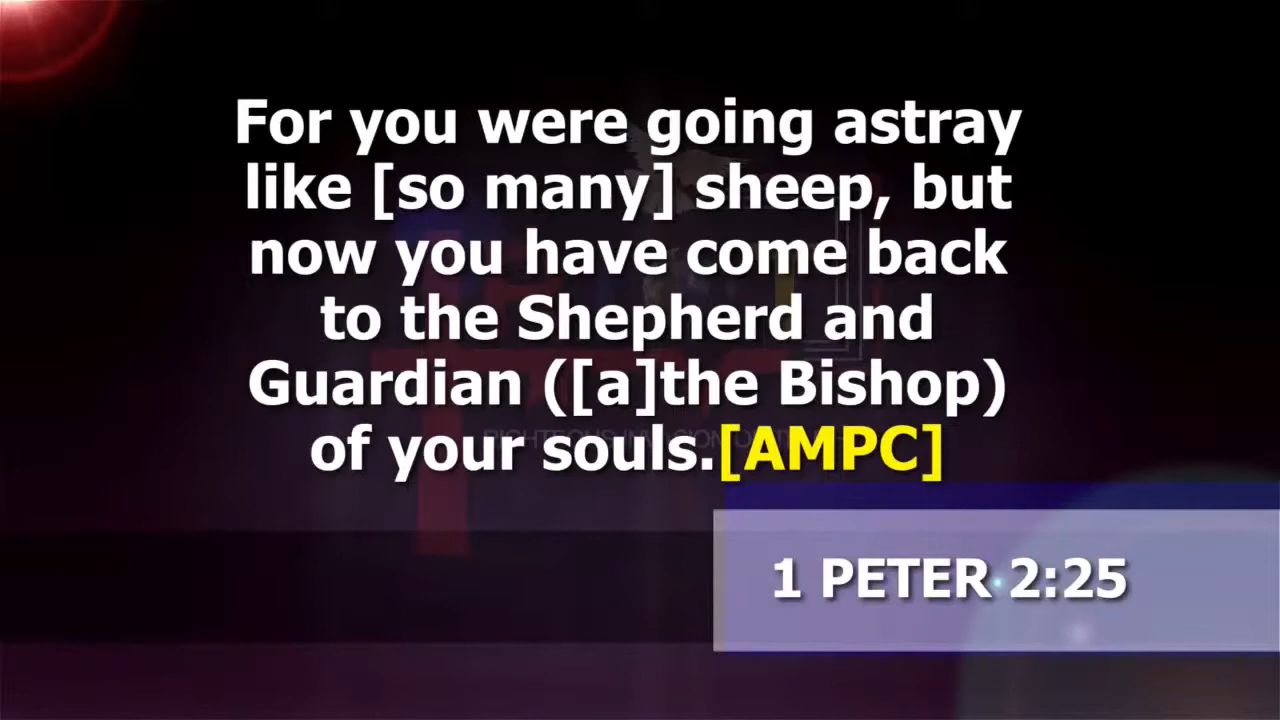 For you were going astray
like [so many] sheep, but
now you have come back
to the Shepherd and
Guardian ([a]the Bishop)
of your souls.[AMPC]
1 PETER 2:25